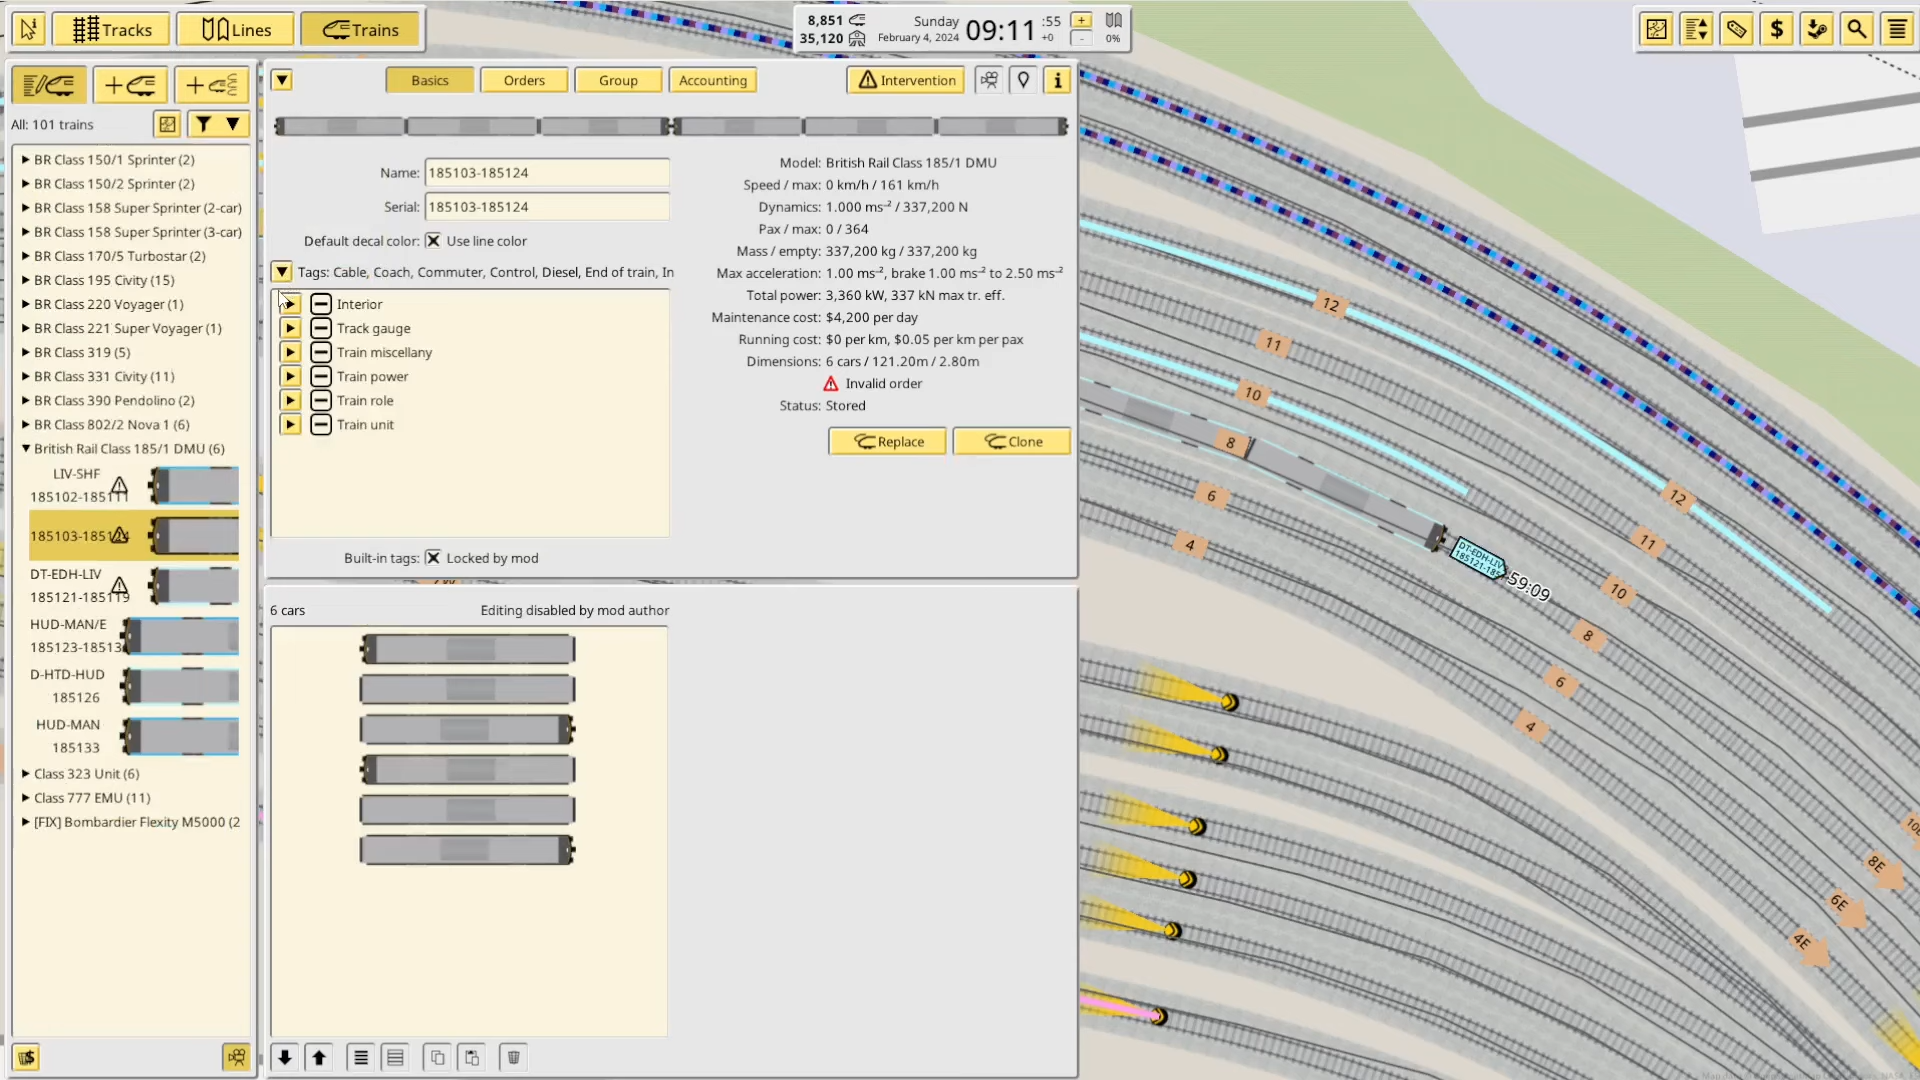 Tracks
Lines
Trains
8,851
35,120
Sunday
February 4, 2024
09:11
:55
+0
+
-
0%
$
All: 101 trains
BR Class 150/1 Sprinter (2)
BR Class 150/2 Sprinter (2)
BR Class 158 Super Sprinter (2-car)
BR Class 158 Super Sprinter (3-car)
BR Class 170/5 Turbostar (2)
BR Class 195 Civity (15)
BR Class 220 Voyager (1)
BR Class 221 Super Voyager (1)
BR Class 319 (5)
BR Class 331 Civity (11)
BR Class 390 Pendolino (2)
BR Class 802/2 Nova 1 (6)
British Rail Class 185/1 DMU (6)
LIV-SHF
185102-185111
185103-185124
DT-EDH-LIV
185121-185119
HUD-MAN/E
185123-18513
D-HTD-HUD
185126
HUD-MAN
185133
Class 323 Unit (6)
Class 777 EMU (11)
[FIX] Bombardier Flexity M5000 (2
Basics
Orders
Group
Accounting
Intervention
i
Name: 185103-185124
Serial: 185103-185124
Default decal color: Use line color
Tags: Cable, Coach, Commuter, Control, Diesel, End of train, In
Interior
Track gauge
Train miscellany
Train power
Train role
Train unit
Built-in tags: Locked by mod
Model: British Rail Class 185/1 DMU
Speed / max: 0 km/h / 161 km/h
Dynamics: 1.000 ms⁻² / 337,200 N
Pax / max: 0 / 364
Mass / empty: 337,200 kg / 337,200 kg
Max acceleration: 1.00 ms⁻², brake 1.00 ms⁻² to 2.50 ms⁻²
Total power: 3,360 kW, 337 kN max tr. eff.
Maintenance cost: $4,200 per day
Running cost: $0 per km, $0.05 per km per pax
Dimensions: 6 cars / 121.20m / 2.80m
Invalid order
Status: Stored
Replace
Clone
6 cars
Editing disabled by mod author
12
11
10
8
6
4
12
11
10
8
6
4
DT-EDH-LIV
59:09
8E
6E
4E